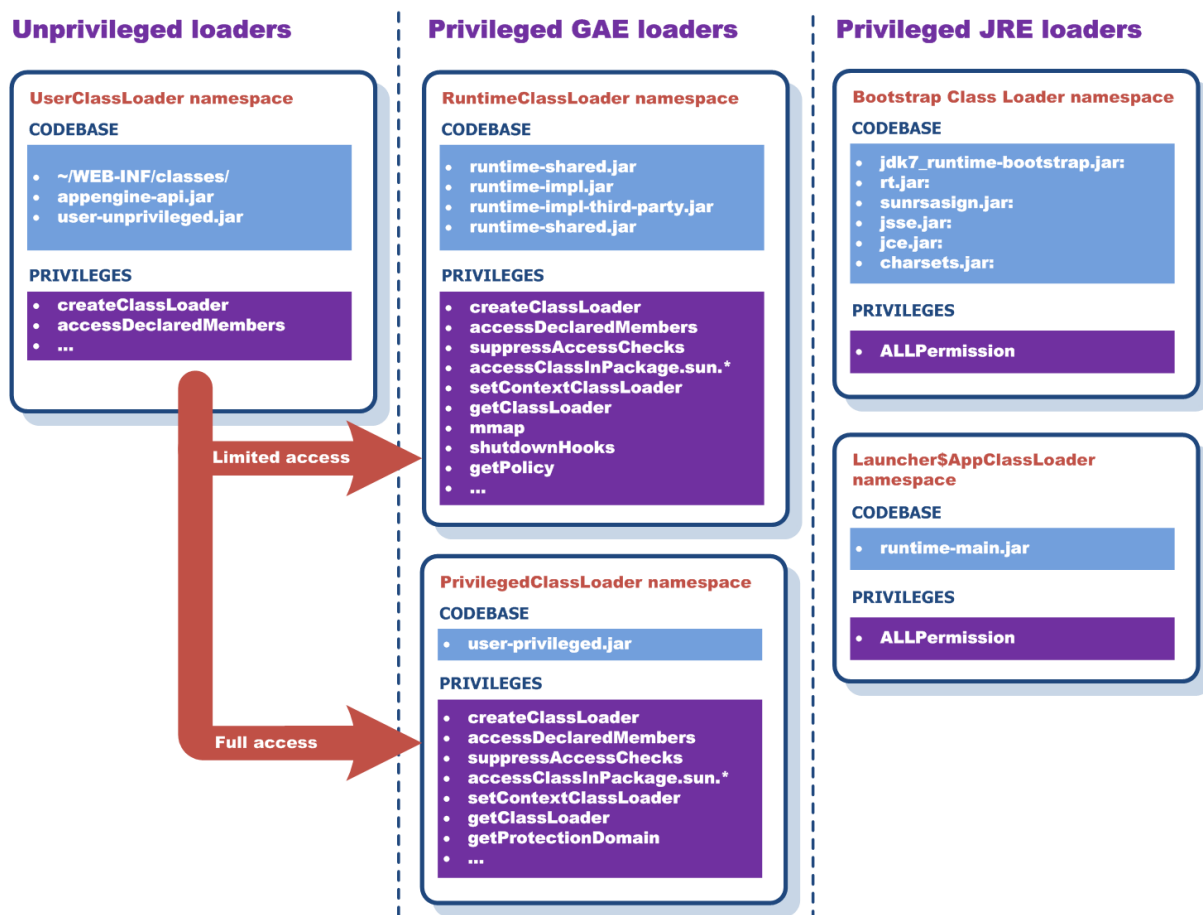 Unprivileged loaders
UserClassLoader namespace
CODEBASE
• ~/WEB-INF/classes/
• appengine-api.jar
• user-unprivileged.jar
PRIVILEGES
• createClassLoader
• accessDeclaredMembers
• ...
Limited access
Full access
Privileged GAE loaders
RuntimeClassLoader namespace
CODEBASE
• runtime-shared.jar
• runtime-impl.jar
• runtime-impl-third-party.jar
• runtime-shared.jar
PRIVILEGES
• createClassLoader
• accessDeclaredMembers
• suppressAccessChecks
• accessClassInPackage.sun.*
• setContextClassLoader
• getClassLoader
• mmap
• shutdownHooks
• getPolicy
• ...
PrivilegedClassLoader namespace
CODEBASE
• user-privileged.jar
PRIVILEGES
• createClassLoader
• accessDeclaredMembers
• suppressAccessChecks
• accessClassInPackage.sun.*
• setContextClassLoader
• getClassLoader
• getProtectionDomain
• ...
Privileged JRE loaders
Bootstrap Class Loader namespace
CODEBASE
• jdk7_runtime-bootstrap.jar:
• rt.jar:
• sunrsasign.jar:
• jsse.jar:
• jce.jar:
• charsets.jar:
PRIVILEGES
• ALLPermission
Launcher$AppClassLoader
namespace
CODEBASE
• runtime-main.jar
PRIVILEGES
• ALLPermission